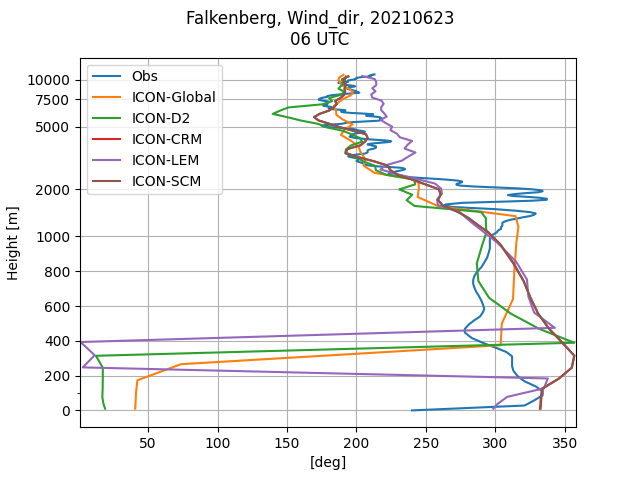 Falkenberg, Wind_dir, 20210623
06 UTC
Obs
ICON-Global
ICON-D2
ICON-CRM
ICON-LEM
ICON-SCM
Height [m]
10000
7500
5000
2000
1000
800
600
400
200
0
50 100 150 200 250 300 350
[deg]